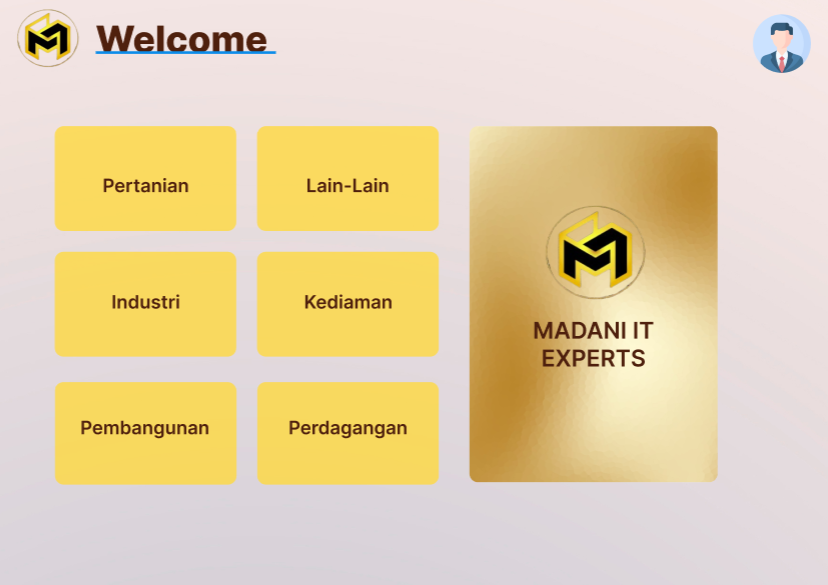 Welcome
Pertanian
Lain-Lain
Industri
Kediaman
Pembangunan
Perdagangan
MADANI IT
EXPERTS